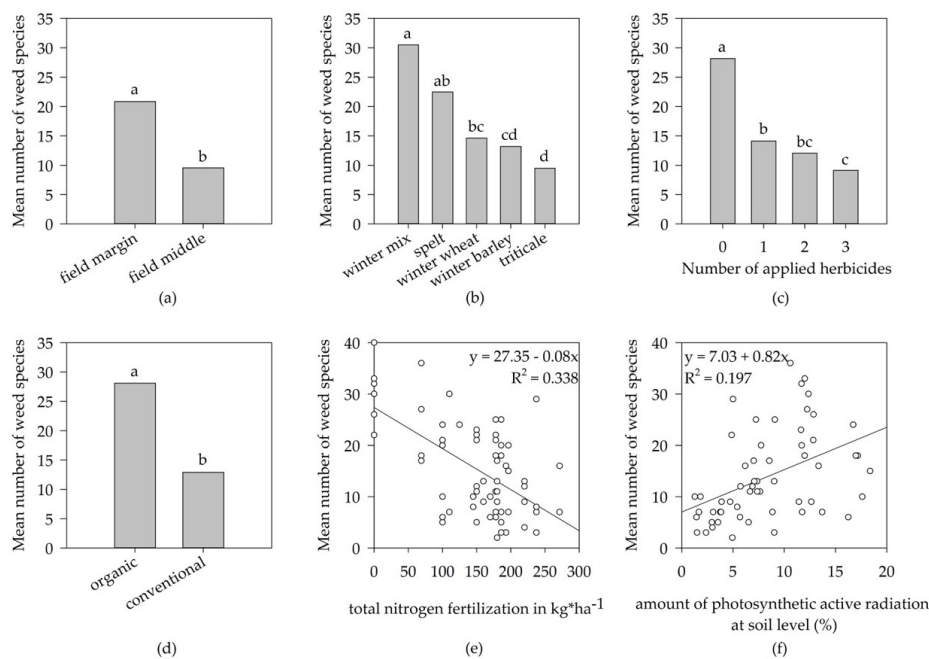 35
30
25
20
15
10
5
0
Mean number of weed species
a
b
field margin
field middle
(a)
35
30
25
20
15
10
5
0
Mean number of weed species
a
ab
bc
cd
d
winter mix
spelt
winter wheat
winter barley
triticale
(b)
35
30
25
20
15
10
5
0
Mean number of weed species
a
b
bc
c
0 1 2 3
Number of applied herbicides
(c)
35
30
25
20
15
10
5
0
Mean number of weed species
a
b
organic
conventional
(d)
40
30
20
10
0
Mean number of weed species
y = 27.35 - 0.08x
R² = 0.338
0 50 100 150 200 250 300
total nitrogen fertilization in kg*ha⁻¹
(e)
40
30
20
10
0
Mean number of weed species
y = 7.03 + 0.82x
R² = 0.197
0 5 10 15 20
amount of photosynthetic active radiation
at soil level (%)
(f)